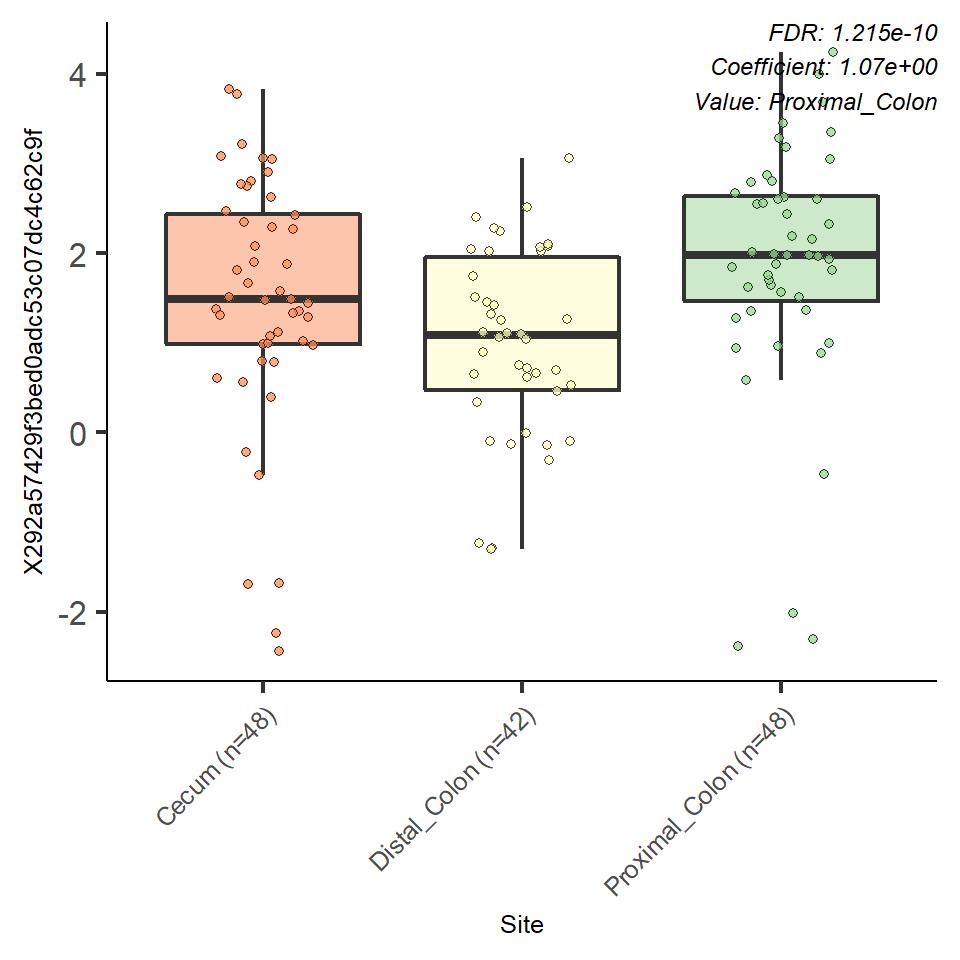 FDR: 1.215e-10
Coefficient: 1.07e+00
Value: Proximal_Colon
X292a57429f3bed0adc53c07dc4c62c9f
4
2
0
-2
Cecum (n=48)
Distal_Colon (n=42)
Proximal_Colon (n=48)
Site